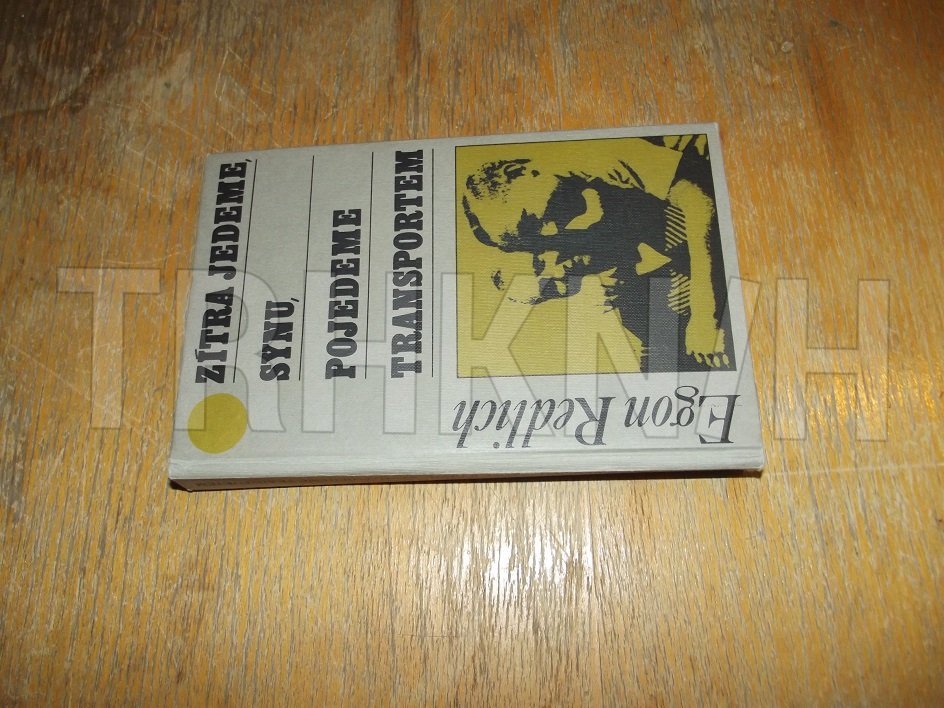 ZÍTRA JEDEME,
SYNU,
POJEDEME
TRANSPORTEM
Egon Redlich
TRHKNIH